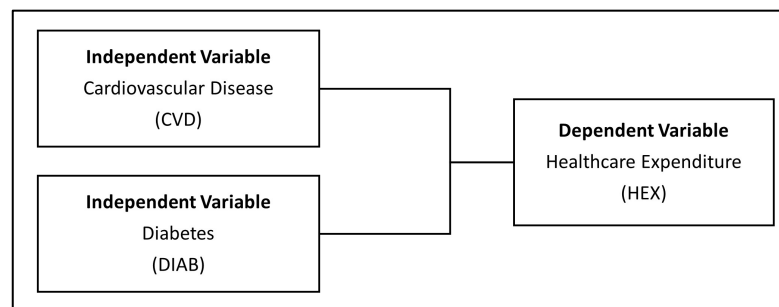 Independent Variable
Cardiovascular Disease
(CVD)
Independent Variable
Diabetes
(DIAB)
Dependent Variable
Healthcare Expenditure
(HEX)